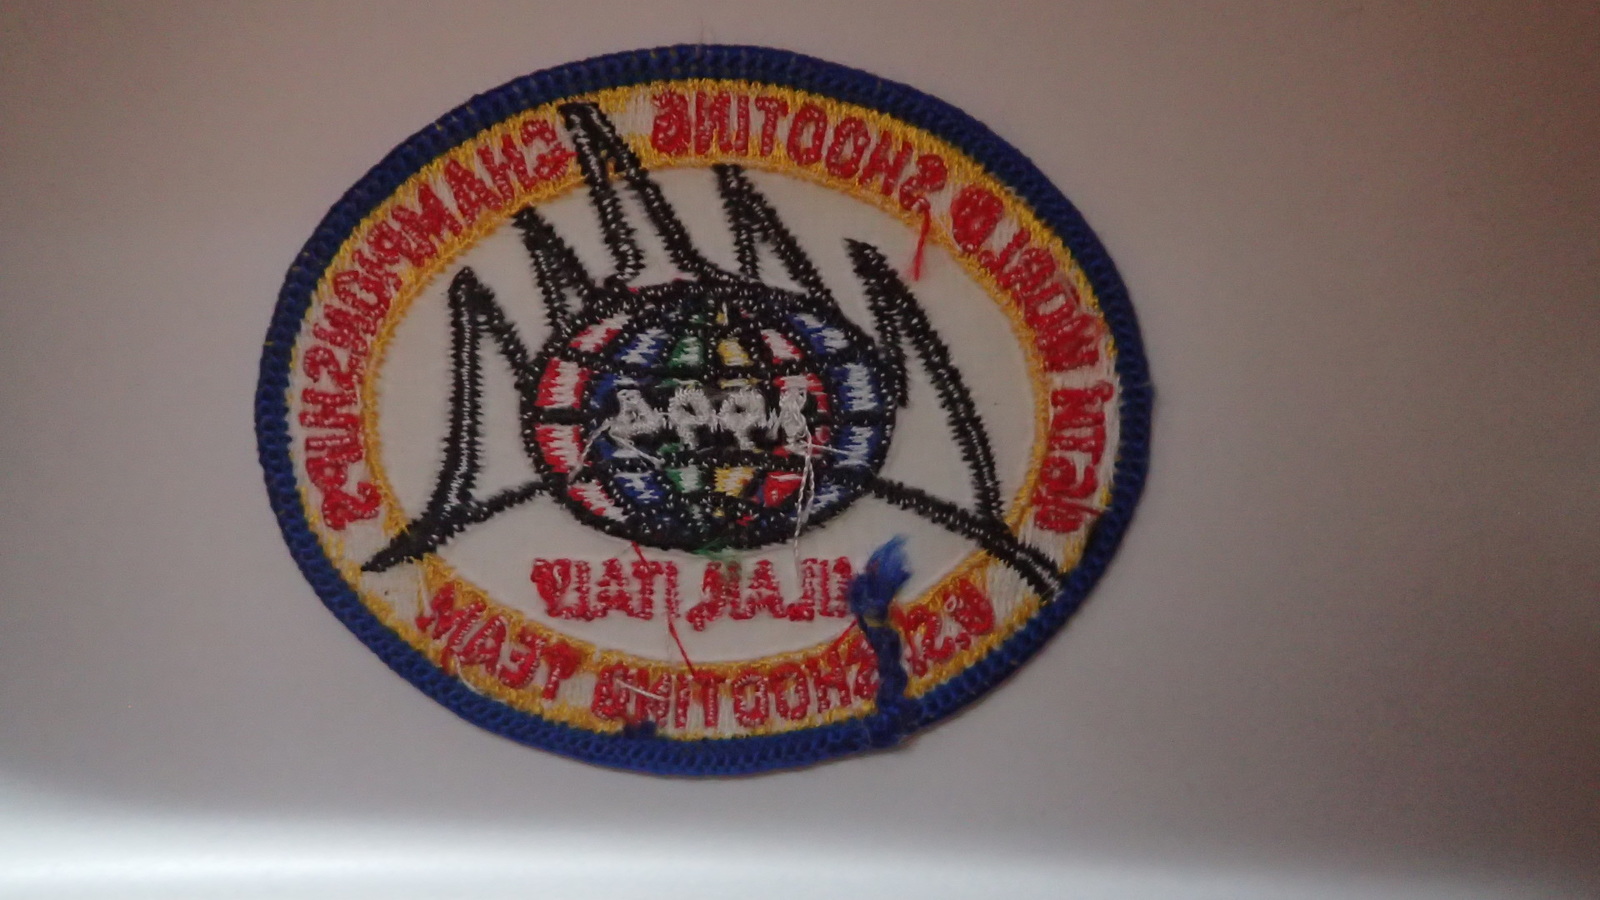 46TH WORLD SHOOTING CHAMPIONSHIPS
1994
MILAN, ITALY
U.S. SHOOTING TEAM